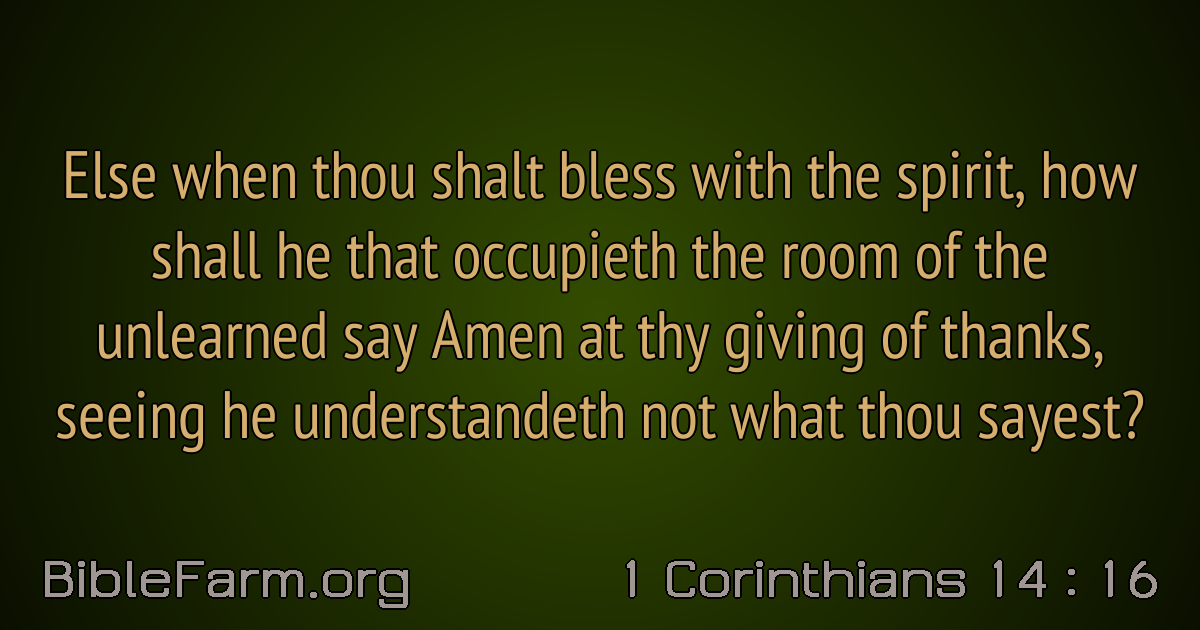 Else when thou shalt bless with the spirit, how
shall he that occupieth the room of the
unlearned say Amen at thy giving of thanks,
seeing he understandeth not what thou sayest?
BibleFarm.org
1 Corinthians 14 : 16